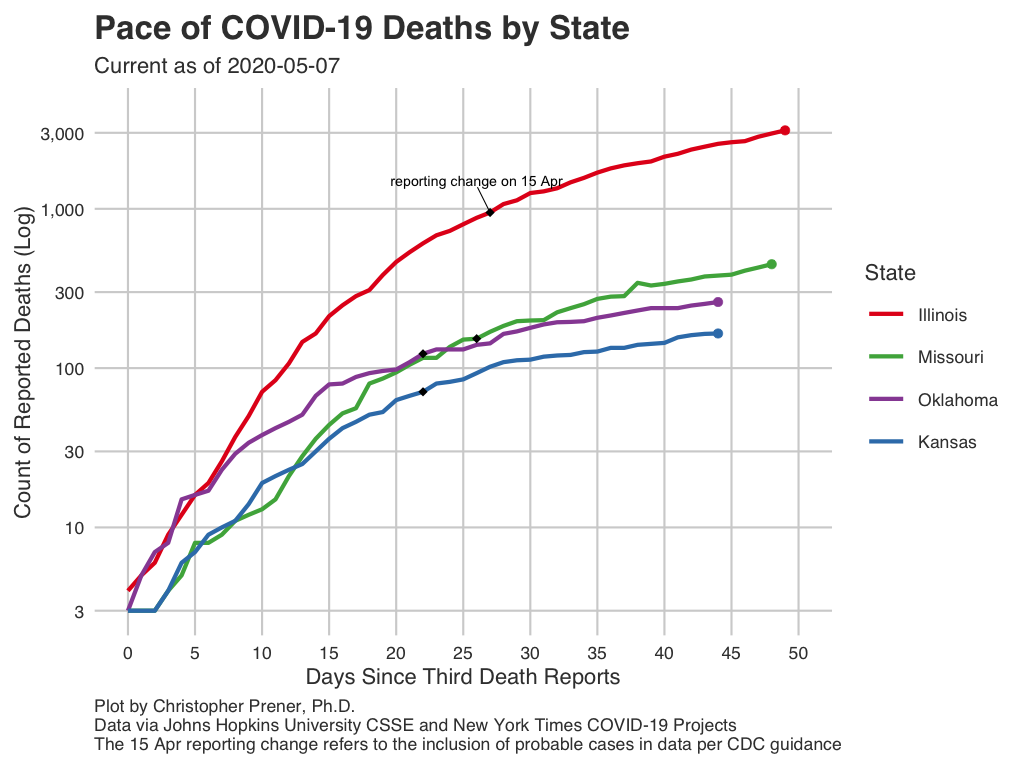 Pace of COVID-19 Deaths by State
Current as of 2020-05-07
Count of Reported Deaths (Log)
3,000
1,000
300
100
30
10
3
reporting change on 15 Apr
0 5 10 15 20 25 30 35 40 45 50
Days Since Third Death Reports
State
Illinois
Missouri
Oklahoma
Kansas
Plot by Christopher Prener, Ph.D.
Data via Johns Hopkins University CSSE and New York Times COVID-19 Projects
The 15 Apr reporting change refers to the inclusion of probable cases in data per CDC guidance